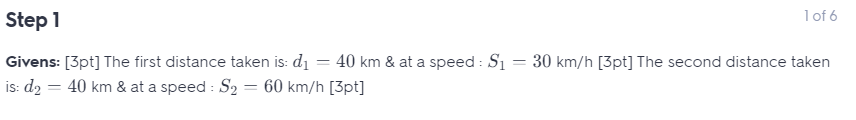 Step 1
1 of 6
Givens: [3pt] The first distance taken is: d₁ = 40 km & at a speed : S₁ = 30 km/h [3pt] The second distance taken
is: d₂ = 40 km & at a speed : S₂ = 60 km/h [3pt]